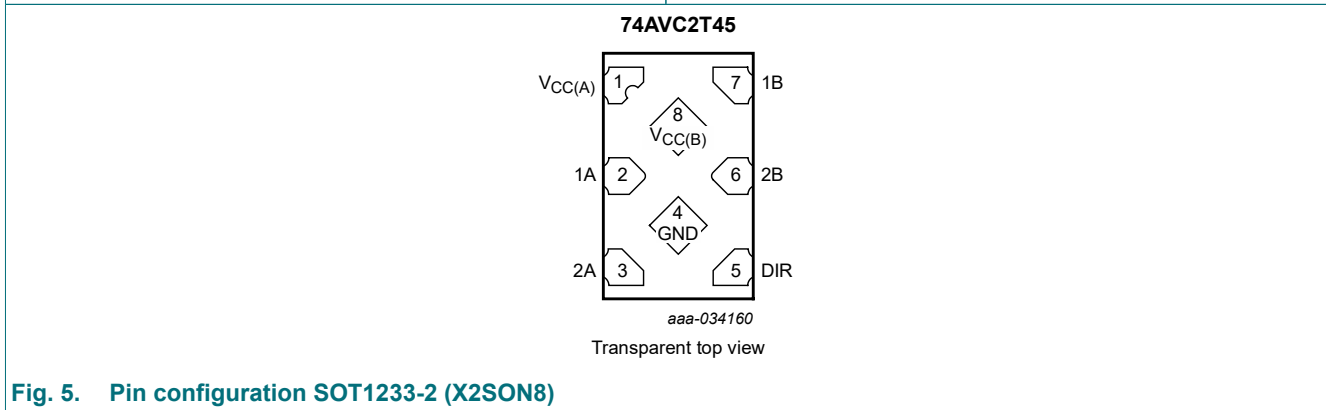 74AVC2T45
VCC(A) 1 7 1B
8
VCC(B)
1A 2 6 2B
4
GND
2A 3 5 DIR
aaa-034160
Transparent top view
Fig. 5. Pin configuration SOT1233-2 (X2SON8)